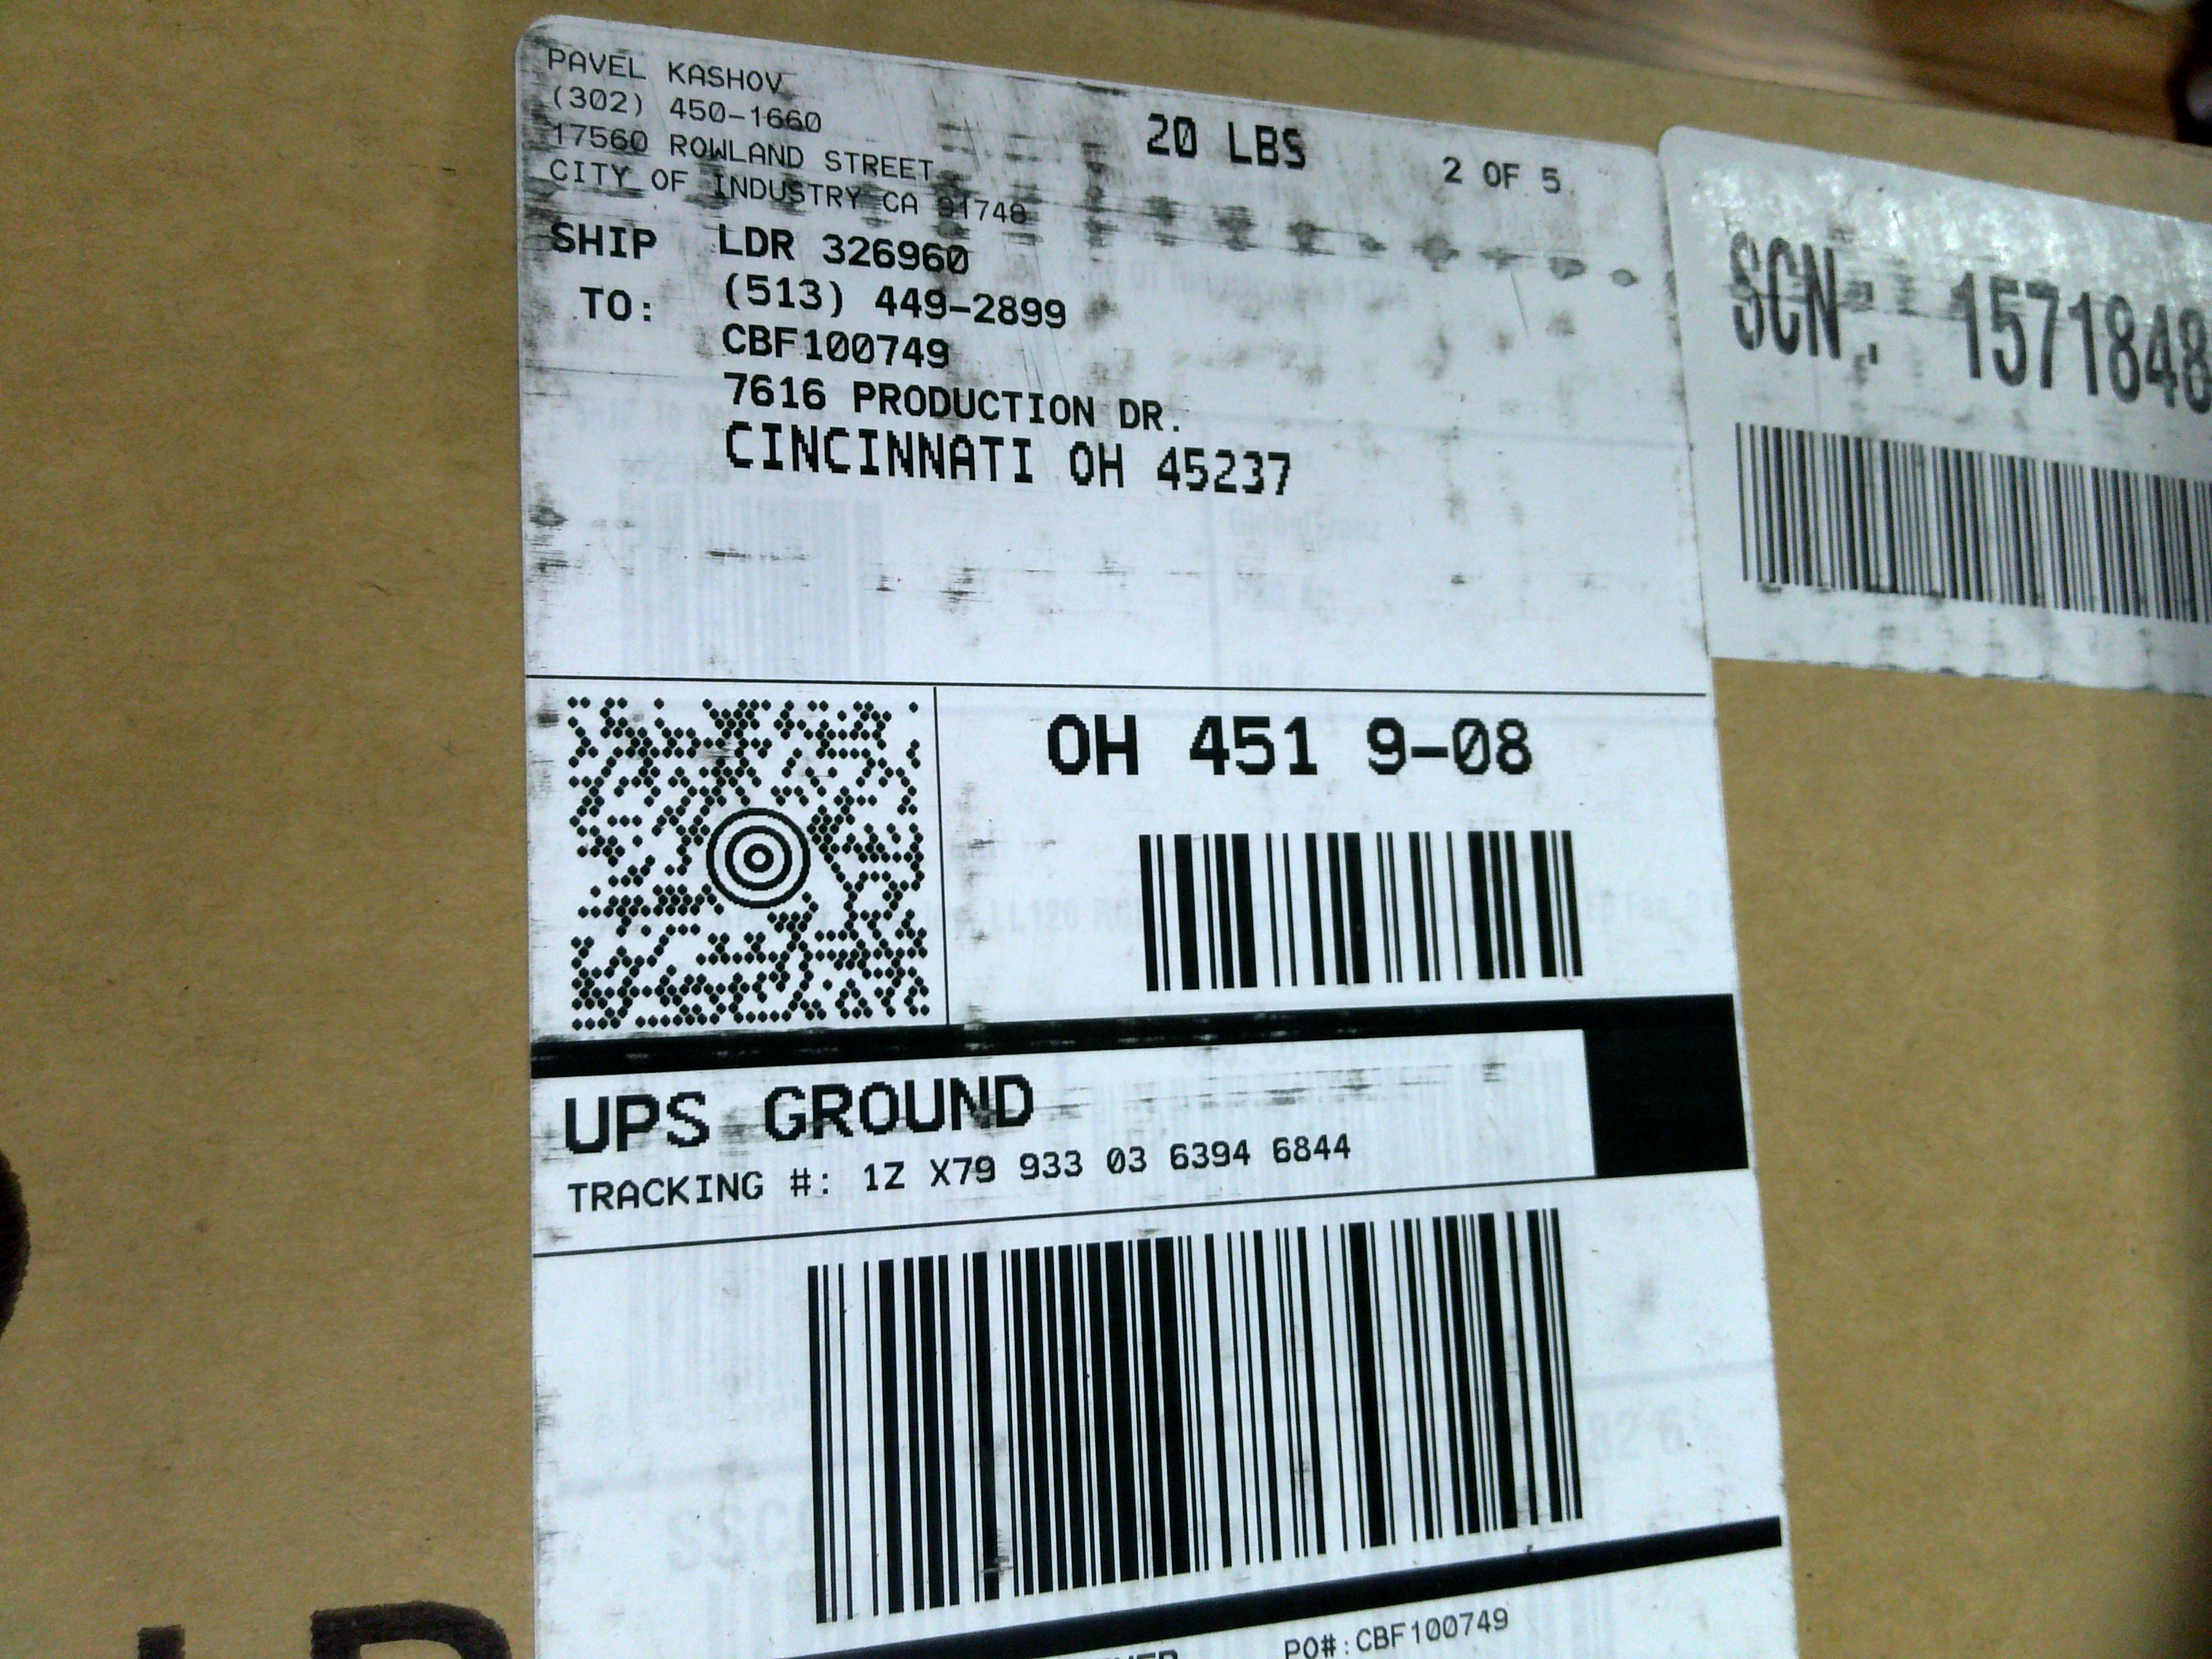 PAVEL KASHOV
(302) 450-1660
17560 ROWLAND STREET
CITY OF INDUSTRY CA 91748
20 LBS
2 OF 5
SHIP TO:
LDR 326960
(513) 449-2899
CBF100749
7616 PRODUCTION DR.
CINCINNATI OH 45237
SCN: 1571848
OH 451 9-08
UPS GROUND
TRACKING #: 1Z X79 933 03 6394 6844
PO#:CBF100749